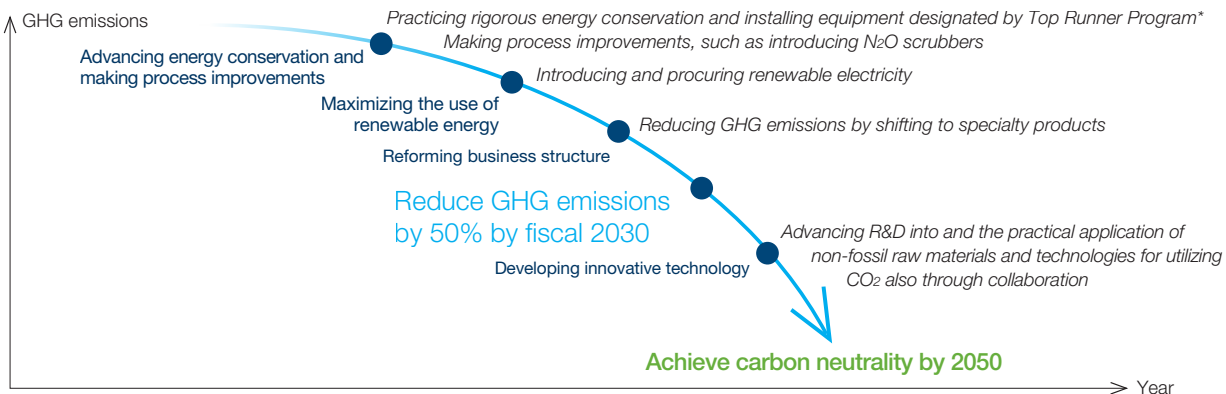 GHG emissions
Practicing rigorous energy conservation and installing equipment designated by Top Runner Program*
Making process improvements, such as introducing N2O scrubbers
Advancing energy conservation and
making process improvements
Introducing and procuring renewable electricity
Maximizing the use of
renewable energy
Reducing GHG emissions by shifting to specialty products
Reforming business structure
Reduce GHG emissions
by 50% by fiscal 2030
Advancing R&D into and the practical application of
non-fossil raw materials and technologies for utilizing
CO2 also through collaboration
Developing innovative technology
Achieve carbon neutrality by 2050
Year